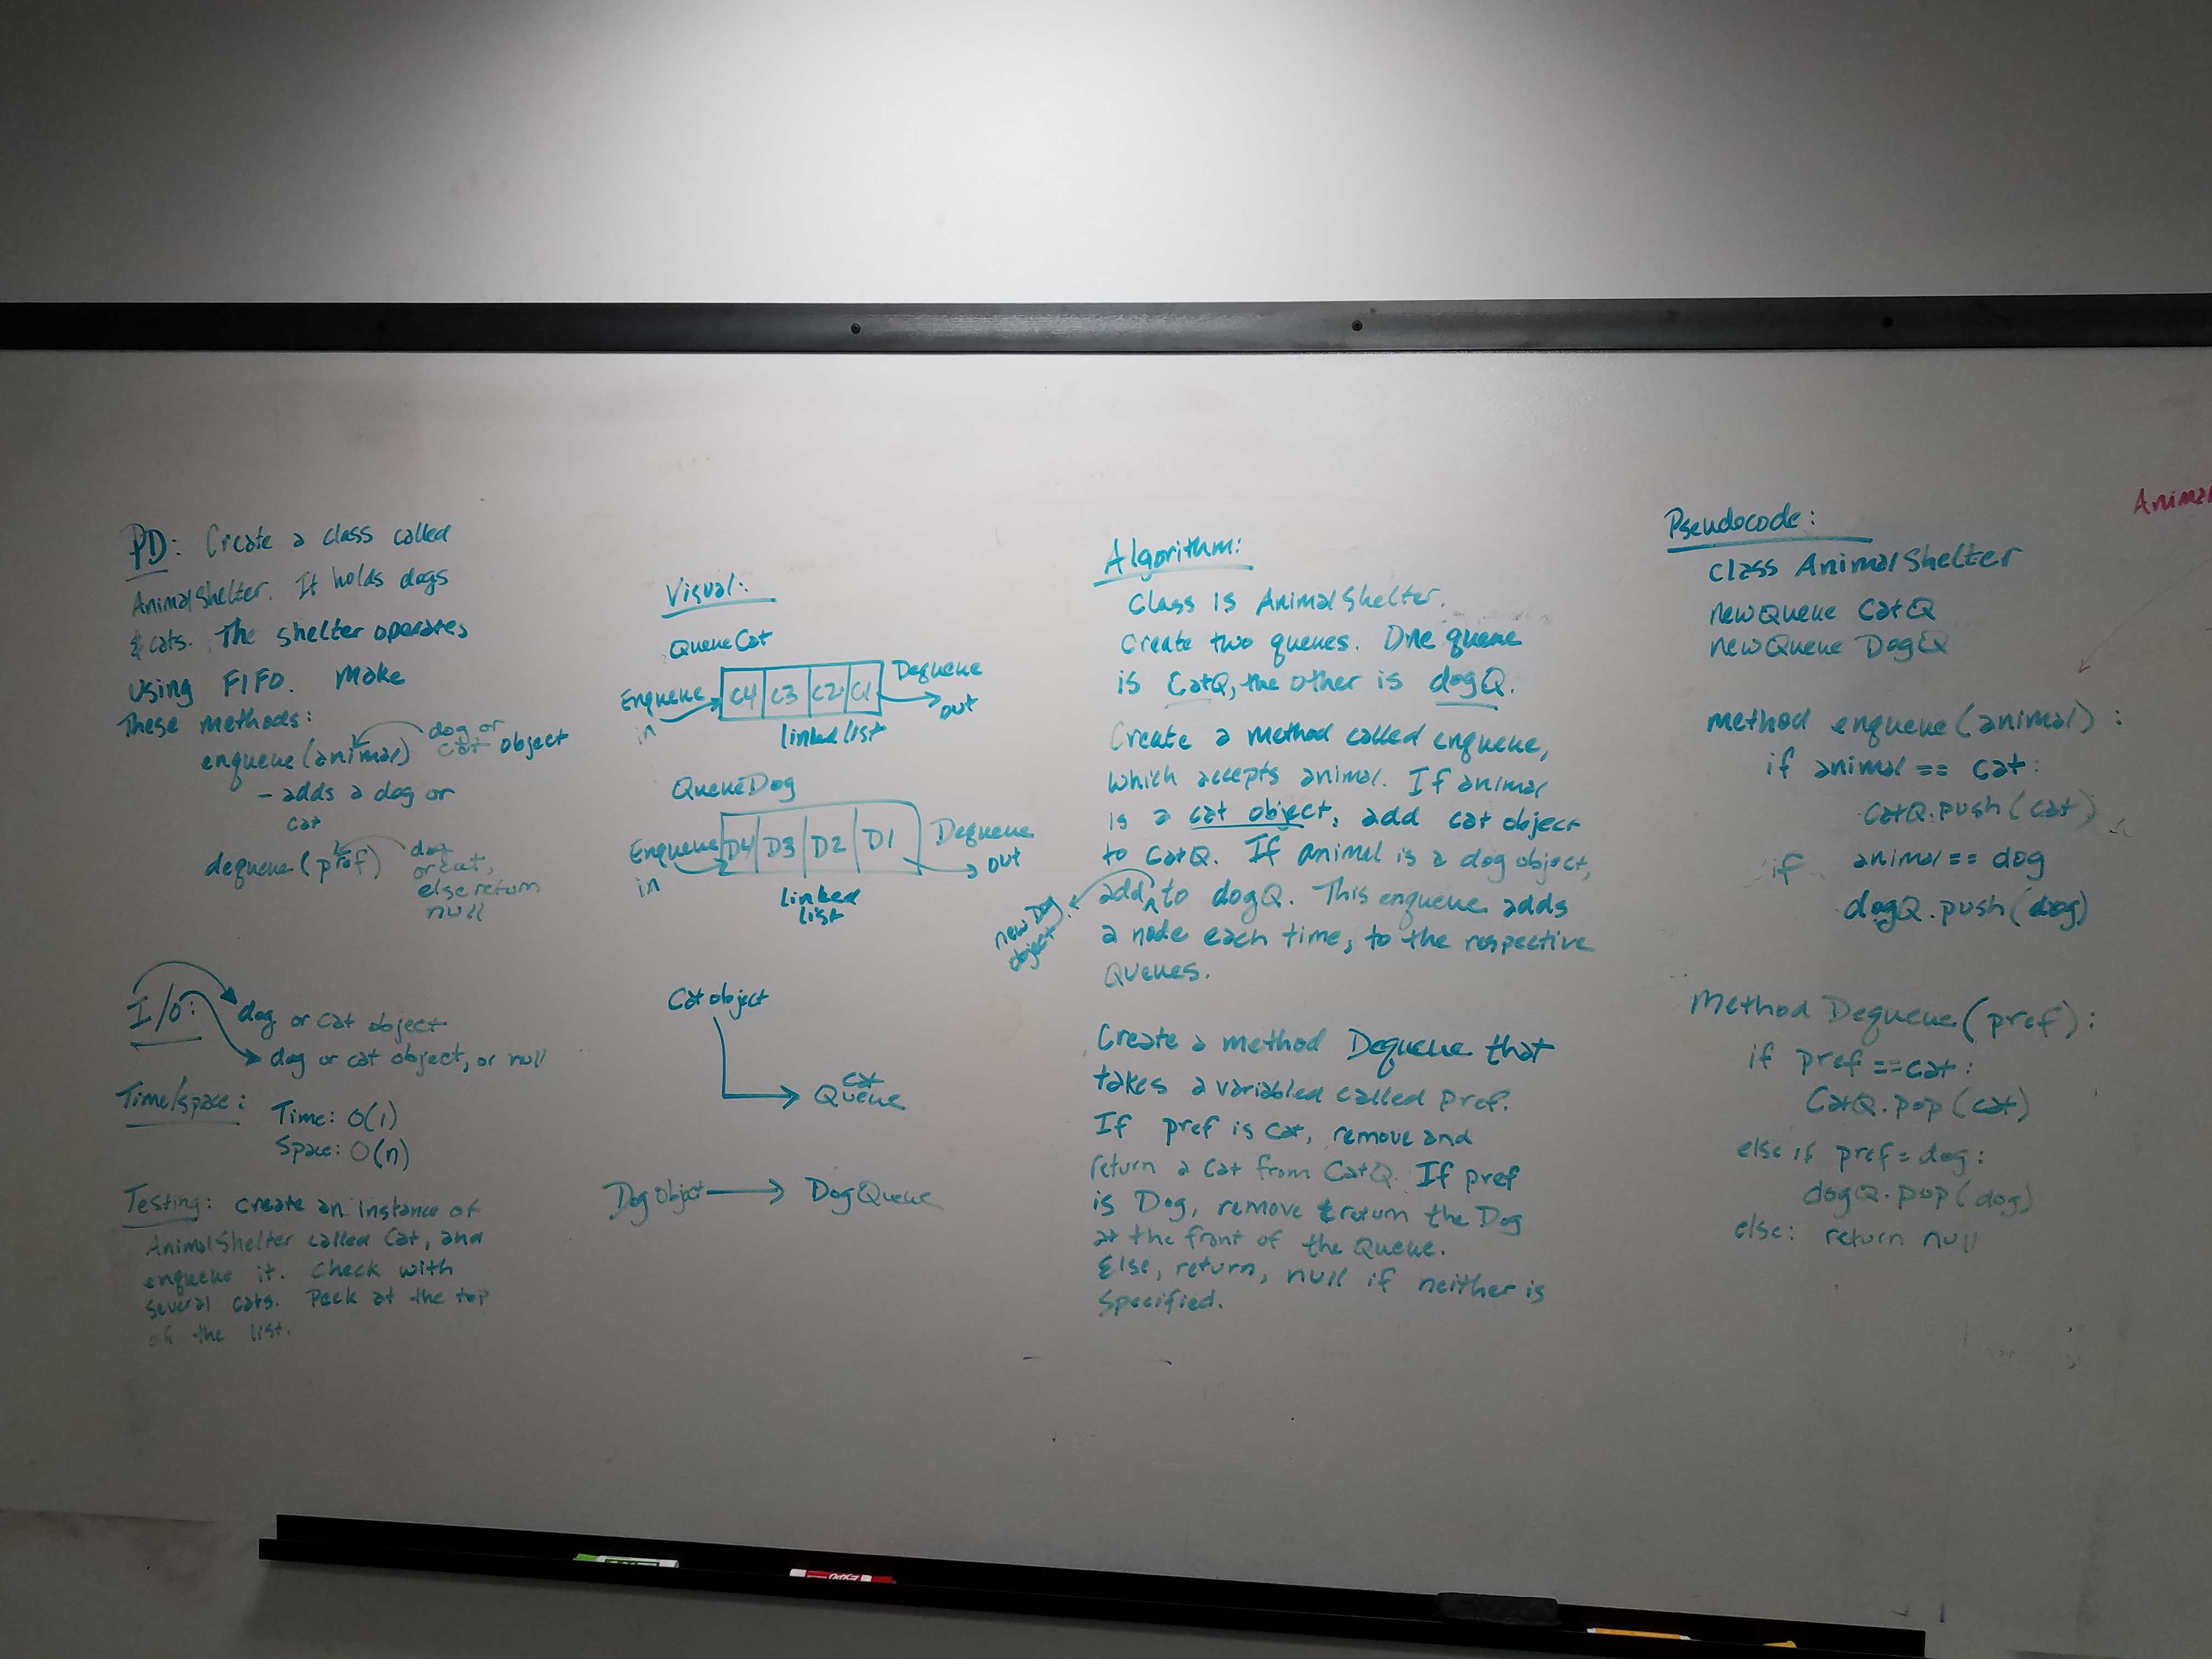 PD: Create a class called
AnimalShelter. It holds dogs
& cats. The shelter operates
using FIFO. Make
These methods:
enqueue(animal) dog or
cat object
- adds a dog or
cat
dequeue(pref) dog
or cat,
else return
null
I/O: dog or cat object
dog or cat object, or null
Time/space: Time: O(1)
Space: O(n)
Testing: create an instance of
AnimalShelter called Cat, and
enqueue it. Check with
several cats. Peek at the top
of the list.
Visual:
QueueCat
Enqueue
in
C4 C3 C2 C1
Dequeue
out
linked list
QueueDog
Enqueue
in
D4 D3 D2 D1
Dequeue
out
linked
list
Cat object
cat
Queue
Dog object DogQueue
Algorithm:
Class is AnimalShelter.
Create two queues. One queue
is CatQ, the other is dogQ.
Create a method called enqueue,
which accepts animal. If animal
is a cat object, add cat object
to CatQ. If animal is a dog object,
add to dogQ. This enqueue adds
new Dog
object
a node each time, to the respective
Queues.
Create a method Dequeue that
takes a variabled called pref.
If pref is cat, remove and
return a cat from CatQ. If pref
is Dog, remove & return the Dog
at the front of the Queue.
Else, return, null if neither is
specified.
Pseudocode:
class AnimalShelter
newQueue CatQ
newQueue DogQ
method enqueue(animal):
if animal == cat:
CatQ.push(cat)
if animal == dog
dogQ.push(dog)
Method Dequeue(pref):
if pref == cat:
CatQ.pop(cat)
else if pref = dog:
dogQ.pop(dog)
else: return null
Animal
EXPO